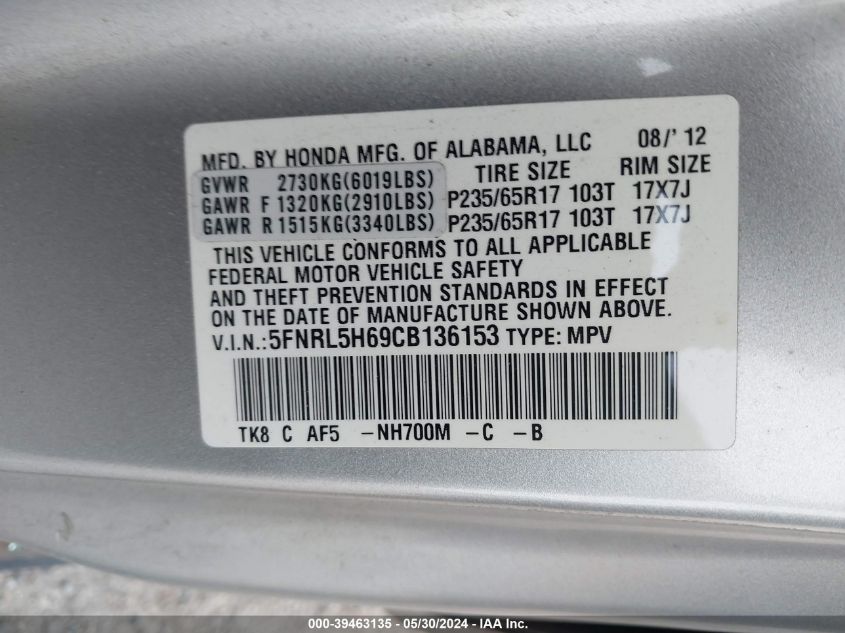 MFD. BY HONDA MFG. OF ALABAMA, LLC 08/' 12
GVWR 2730KG(6019LBS) TIRE SIZE RIM SIZE
GAWR F 1320KG(2910LBS) P235/65R17 103T 17X7J
GAWR R 1515KG(3340LBS) P235/65R17 103T 17X7J
THIS VEHICLE CONFORMS TO ALL APPLICABLE
FEDERAL MOTOR VEHICLE SAFETY
AND THEFT PREVENTION STANDARDS IN EFFECT
ON THE DATE OF MANUFACTURE SHOWN ABOVE.
V.I.N.:5FNRL5H69CB136153 TYPE: MPV
TK8 C AF5 -NH700M -C -B
000-39463135 - 05/30/2024 - IVYE Inc.